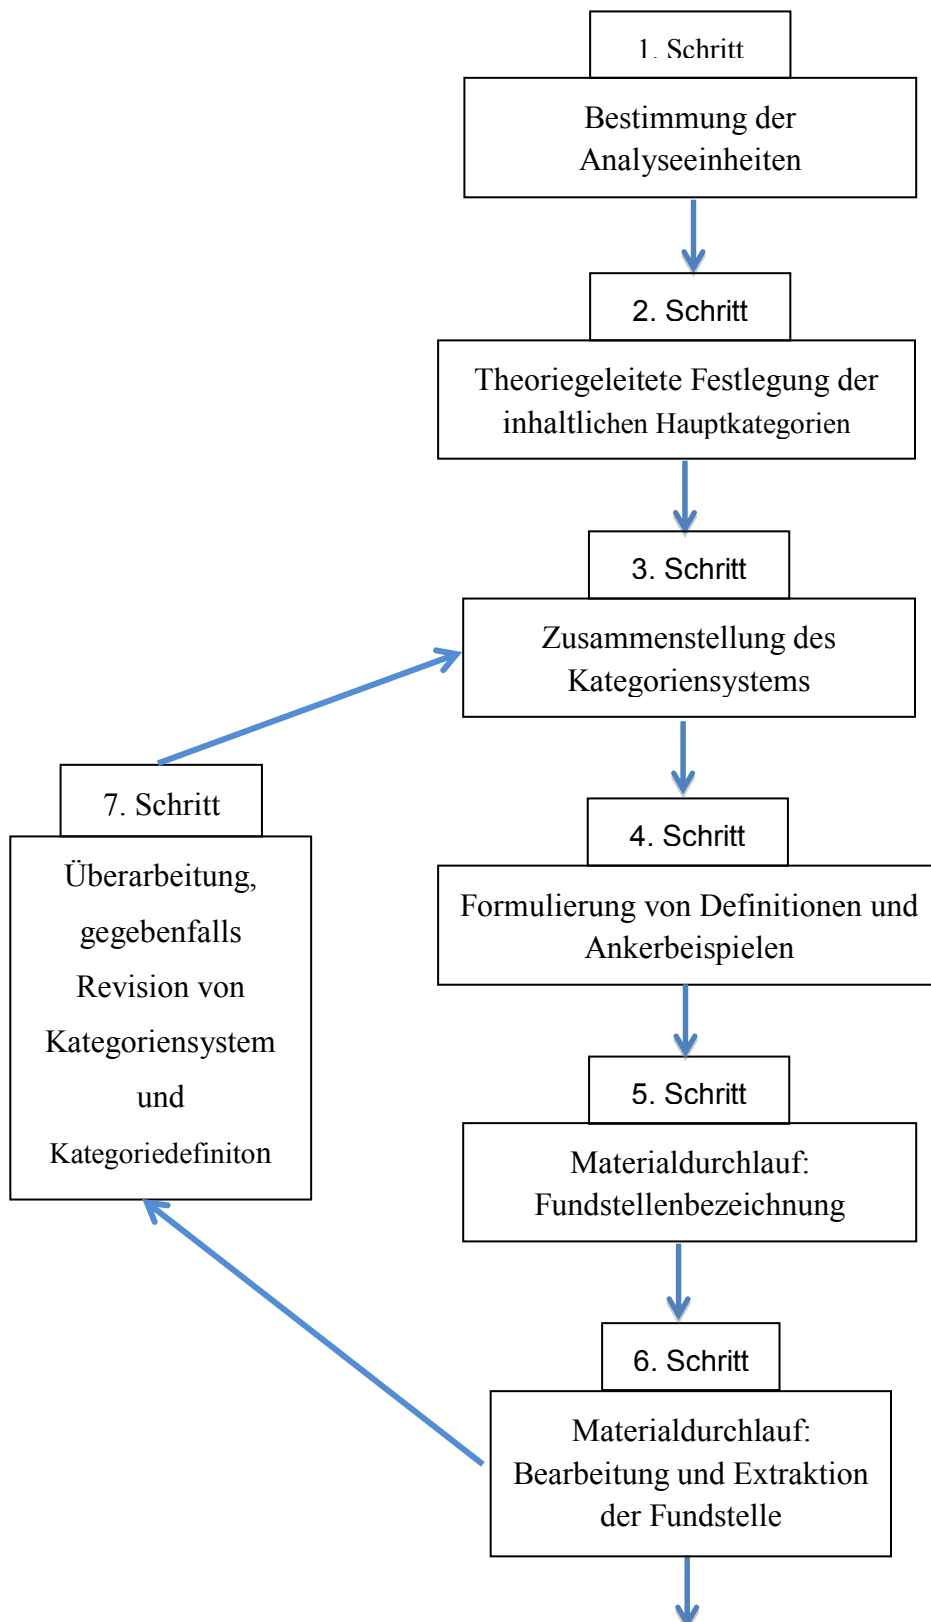 1. Schritt
Bestimmung der
Analyseeinheiten
2. Schritt
Theoriegeleitete Festlegung der
inhaltlichen Hauptkategorien
3. Schritt
Zusammenstellung des
Kategoriensystems
4. Schritt
Formulierung von Definitionen und
Ankerbeispielen
5. Schritt
Materialdurchlauf:
Fundstellenbezeichnung
6. Schritt
Materialdurchlauf:
Bearbeitung und Extraktion
der Fundstelle
7. Schritt
Überarbeitung,
gegebenfalls
Revision von
Kategoriensystem
und
Kategoriedefiniton